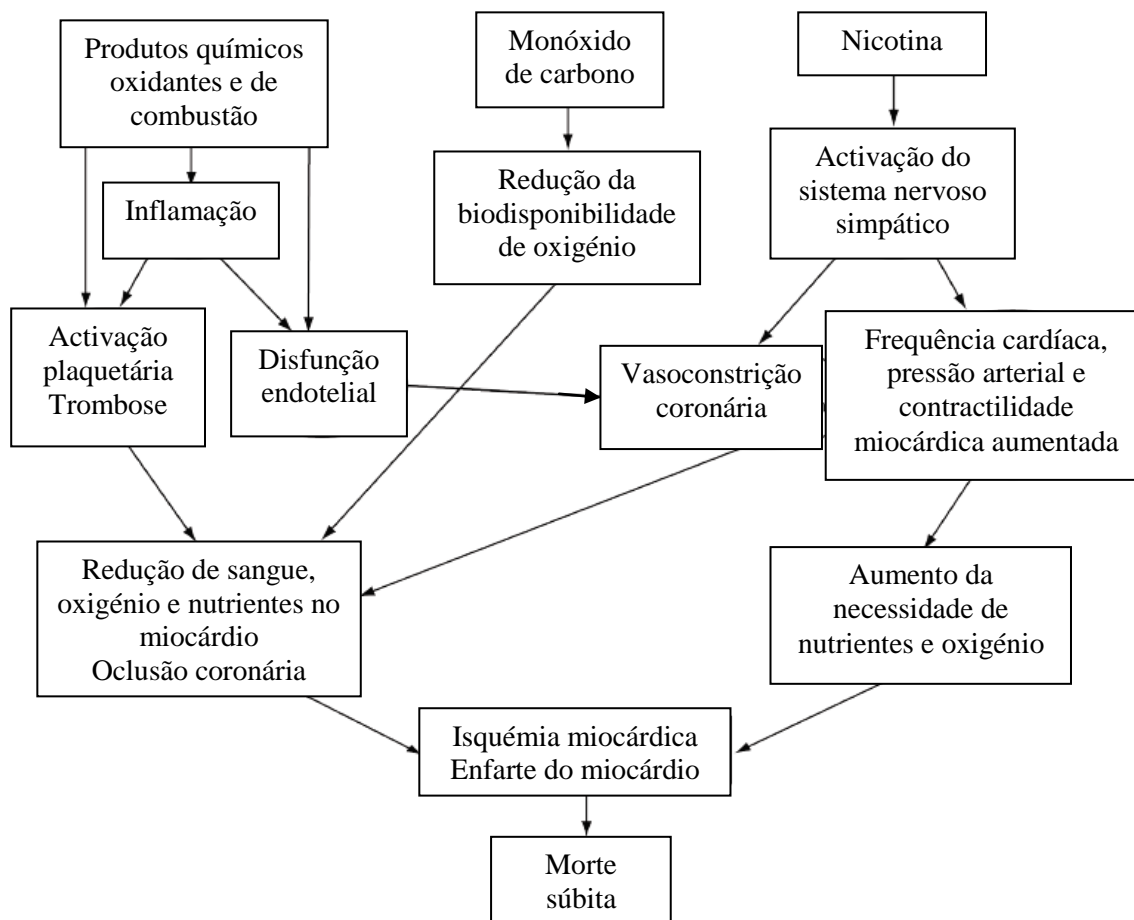 Produtos químicos
oxidantes e de
combustão
Monóxido
de carbono
Nicotina
Inflamação
Redução da
biodisponibilidade
de oxigénio
Activação do
sistema nervoso
simpático
Activação
plaquetária
Trombose
Disfunção
endotelial
Vasoconstrição
coronária
Frequência cardíaca,
pressão arterial e
contractilidade
miocárdica aumentada
Redução de sangue,
oxigénio e nutrientes no
miocárdio
Oclusão coronária
Aumento da
necessidade de
nutrientes e oxigénio
Isquémia miocárdica
Enfarte do miocárdio
Morte
súbita